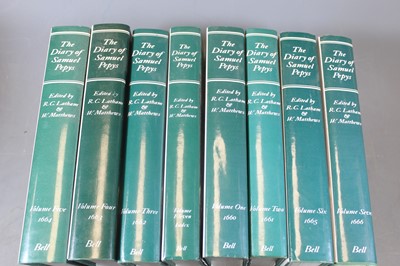 The
Diary of
Samuel
Pepys
Edited by
R.C. Latham
&
W. Matthews
Volume Five
1664
Bell
The
Diary of
Samuel
Pepys
Edited by
R.C. Latham
&
W. Matthews
Volume Four
1663
Bell
The
Diary of
Samuel
Pepys
Edited by
R.C. Latham
&
W. Matthews
Volume Three
1662
Bell
The
Diary of
Samuel
Pepys
Edited by
R.C. Latham
&
W. Matthews
Volume
Eleven
Index
Bell
The
Diary of
Samuel
Pepys
Edited by
R.C. Latham
&
W. Matthews
Volume One
1660
Bell
The
Diary of
Samuel
Pepys
Edited by
R.C. Latham
&
W. Matthews
Volume Two
1661
Bell
The
Diary of
Samuel
Pepys
Edited by
R.C. Latham
&
W. Matthews
Volume Six
1665
Bell
The
Diary of
Samuel
Pepys
Edited by
R.C. Latham
&
W. Matthews
Volume Seven
1666
Bell